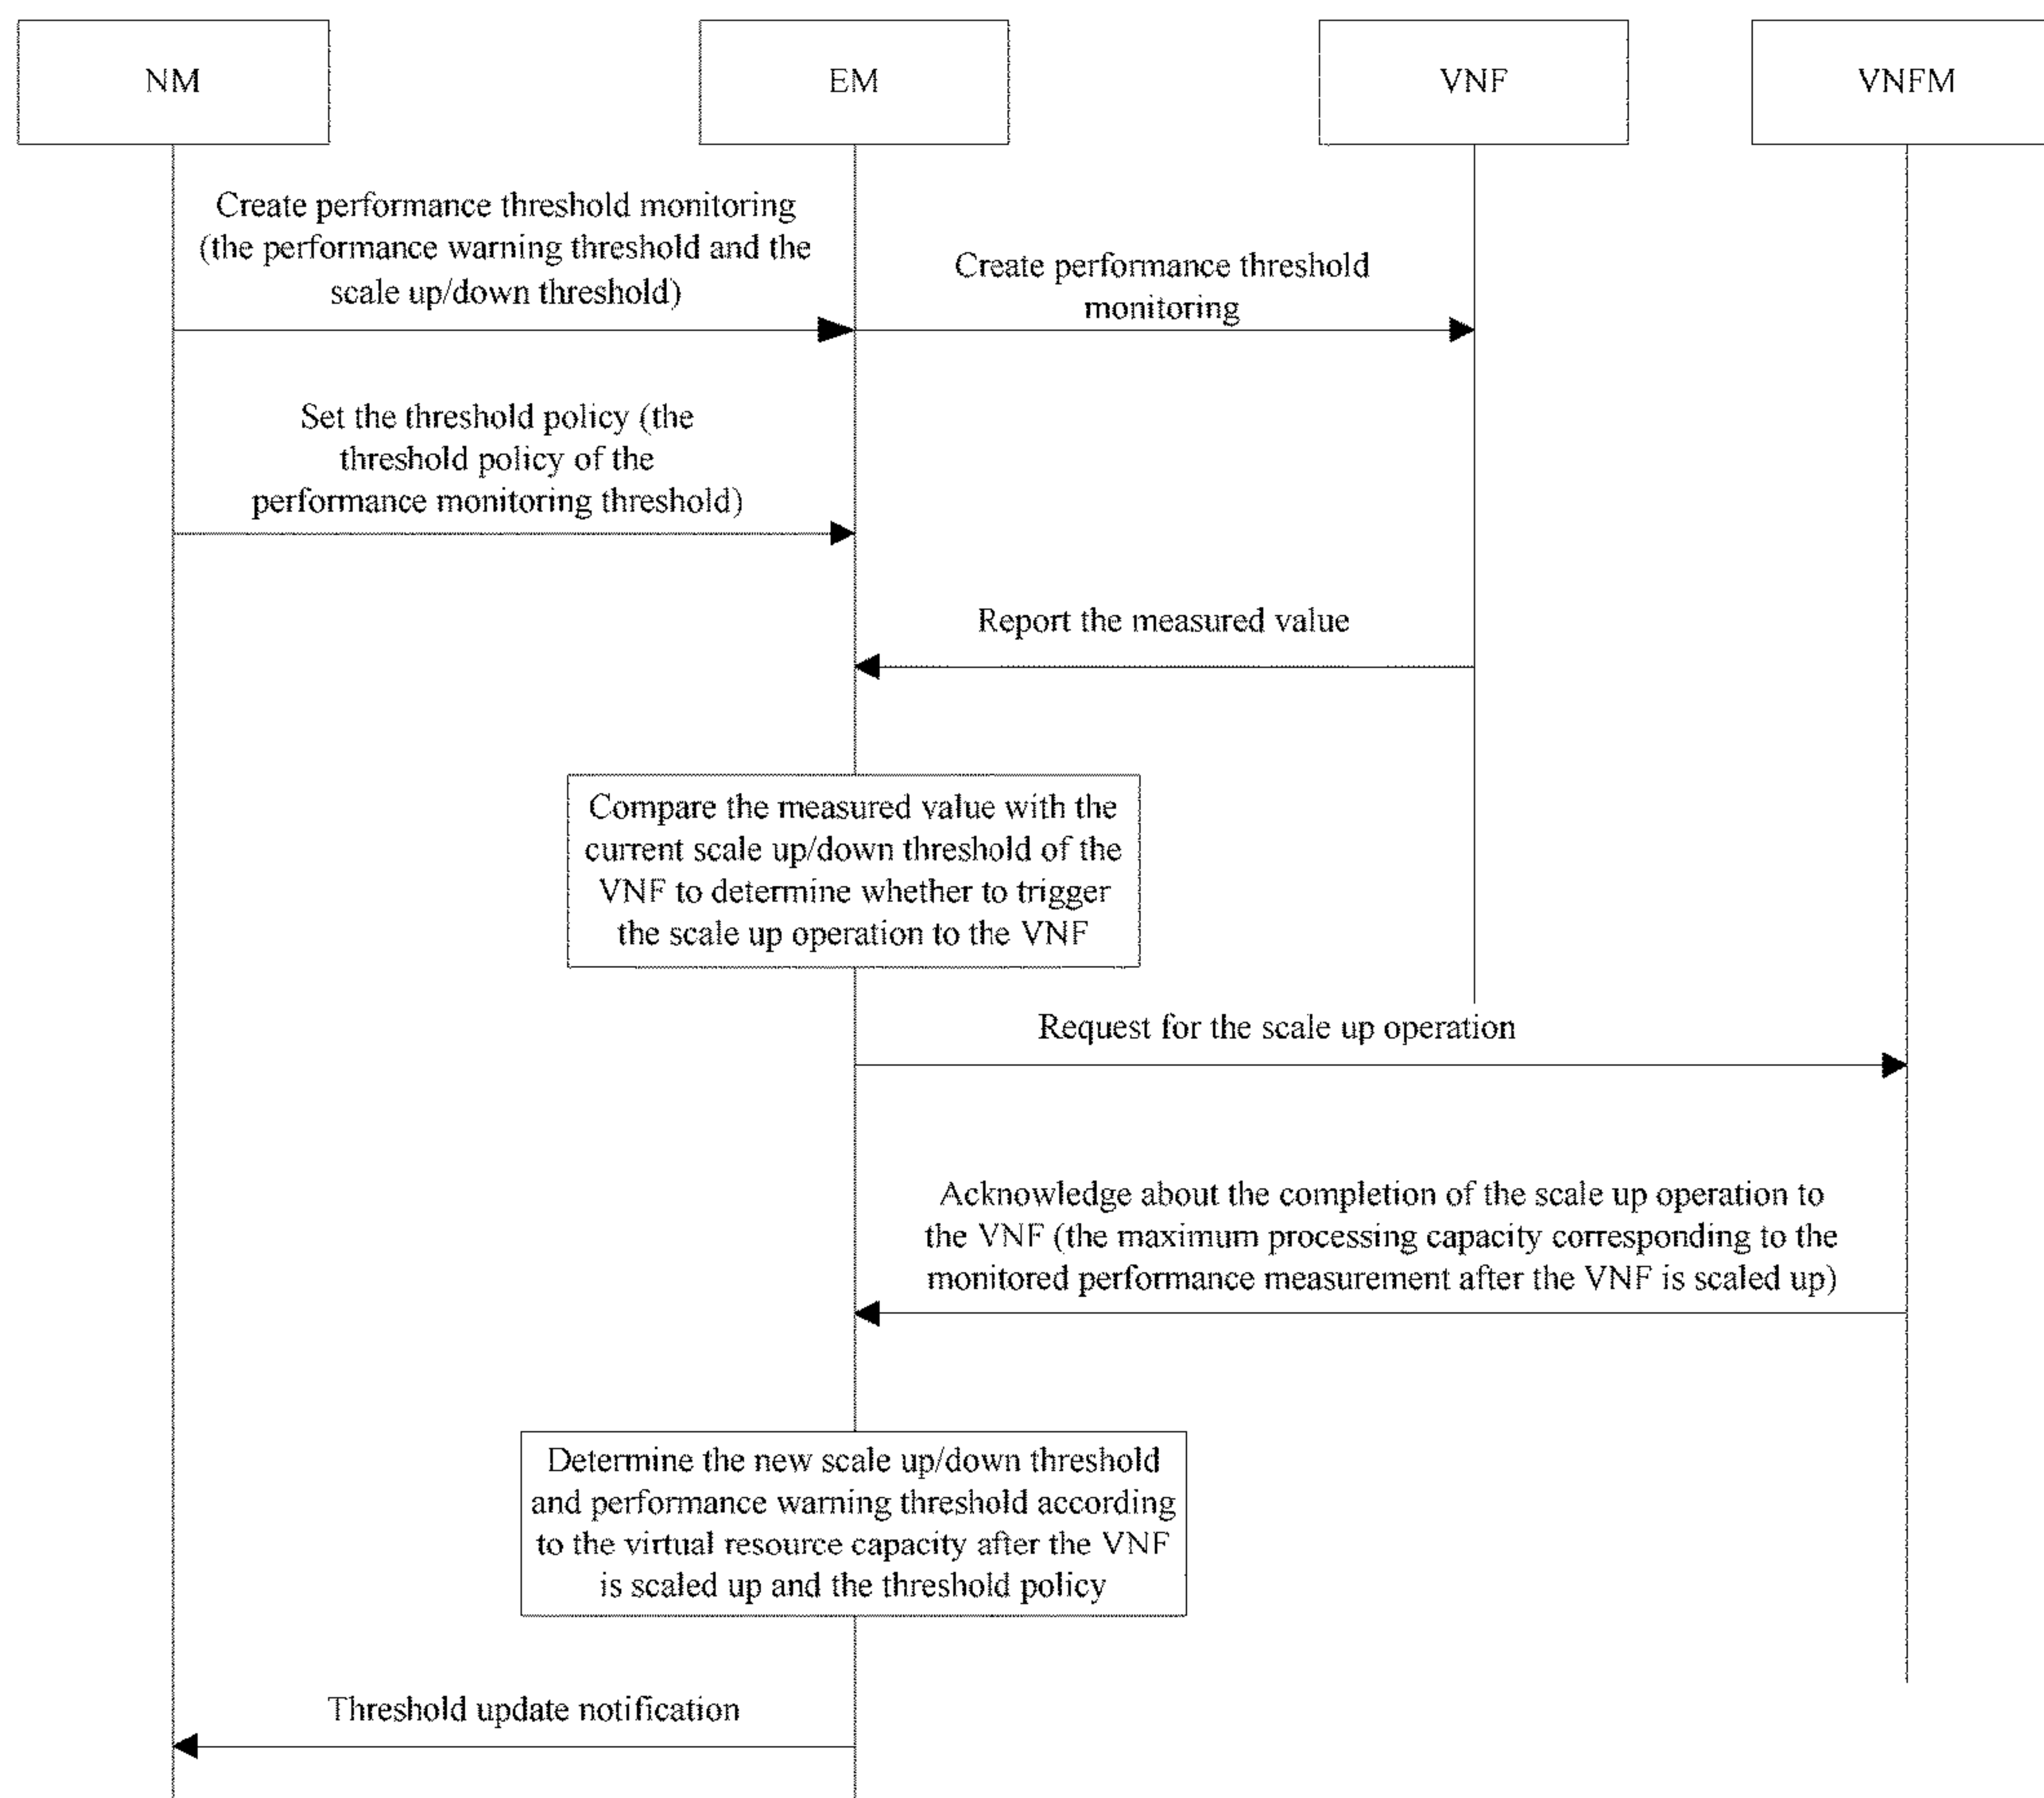 NM
EM
VNF
VNFM
Create performance threshold monitoring
(the performance warning threshold and the
scale up/down threshold)
Create performance threshold
monitoring
Set the threshold policy (the
threshold policy of the
performance monitoring threshold)
Report the measured value
Compare the measured value with the
current scale up/down threshold of the
VNF to determine whether to trigger
the scale up operation to the VNF
Request for the scale up operation
Acknowledge about the completion of the scale up operation to
the VNF (the maximum processing capacity corresponding to the
monitored performance measurement after the VNF is scaled up)
Determine the new scale up/down threshold
and performance warning threshold according
to the virtual resource capacity after the VNF
is scaled up and the threshold policy
Threshold update notification